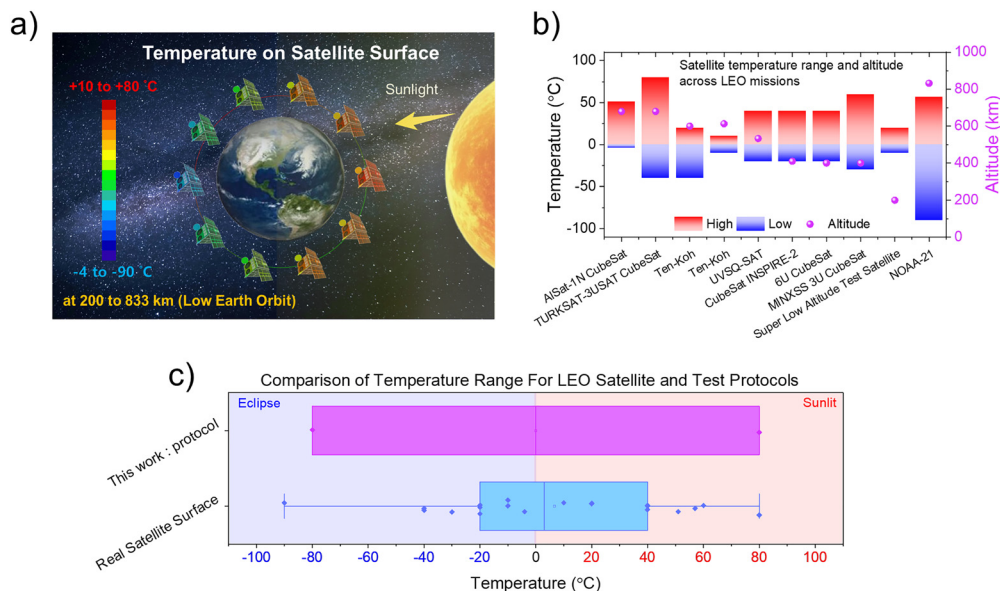 a)
Temperature on Satellite Surface
+10 to +80 ˚C
Sunlight
-4 to -90 ˚C
at 200 to 833 km (Low Earth Orbit)
b)
Satellite temperature range and altitude
across LEO missions
Temperature (°C)
100
50
0
-50
-100
High
Low
Altitude
1000
900
800
700
600
500
400
300
200
100
0
Altitude (km)
AlSat-1N CubeSat
TURKSAT-3USAT CubeSat
Ten-Koh
Ten-Koh
UVSQ-SAT
CubeSat INSPIRE-2
6U CubeSat
MINXSS 3U CubeSat
Super Low Altitude Test Satellite
NOAA-21
c)
Comparison of Temperature Range For LEO Satellite and Test Protocols
Eclipse
Sunlit
This work : protocol
Real Satellite Surface
-100 -80 -60 -40 -20 0 20 40 60 80 100
Temperature (°C)